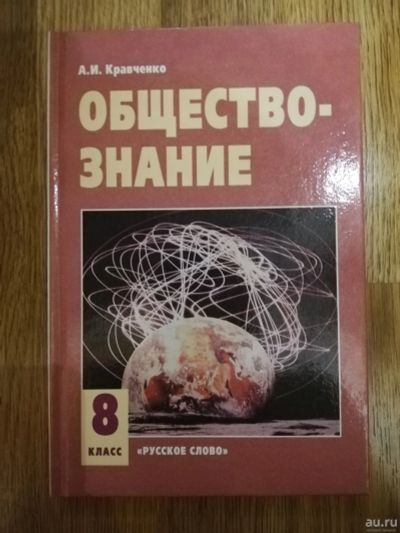 А.И. Кравченко
ОБЩЕСТВО-
ЗНАНИЕ
8
КЛАСС
«РУССКОЕ СЛОВО»
au.ru